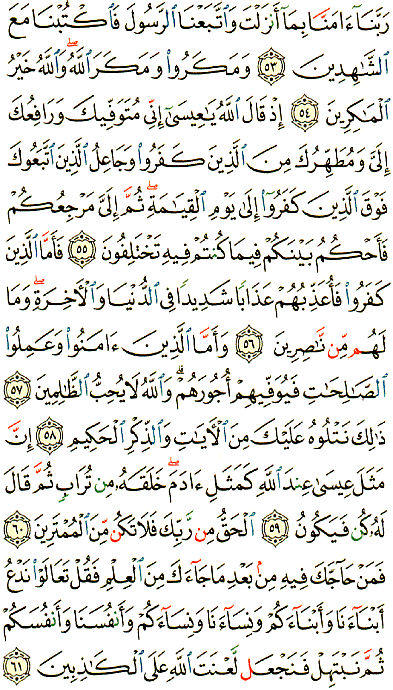 رَبَّنَآ ءَامَنَّا بِمَآ أَنزَلْتَ وَٱتَّبَعْنَا ٱلرَّسُولَ فَٱكْتُبْنَا مَعَ
ٱلشَّٰهِدِينَ ٥٣ وَمَكَرُوا۟ وَمَكَرَ ٱللَّهُ ۖ وَٱللَّهُ خَيْرُ
ٱلْمَٰكِرِينَ ٥٤ إِذْ قَالَ ٱللَّهُ يَٰعِيسَىٰٓ إِنِّى مُتَوَفِّيكَ وَرَافِعُكَ
إِلَىَّ وَمُطَهِّرُكَ مِنَ ٱلَّذِينَ كَفَرُوا۟ وَجَاعِلُ ٱلَّذِينَ ٱتَّبَعُوكَ
فَوْقَ ٱلَّذِينَ كَفَرُوٓا۟ إِلَىٰ يَوْمِ ٱلْقِيَٰمَةِ ۖ ثُمَّ إِلَىَّ مَرْجِعُكُمْ
فَأَحْكُمُ بَيْنَكُمْ فِيمَا كُنتُمْ فِيهِ تَخْتَلِفُونَ ٥٥ فَأَمَّا ٱلَّذِينَ
كَفَرُوا۟ فَأُعَذِّبُهُمْ عَذَابًا شَدِيدًا فِى ٱلدُّنْيَا وَٱلْءَاخِرَةِ ۖ وَمَا
لَهُم مِّن نَّٰصِرِينَ ٥٦ وَأَمَّا ٱلَّذِينَ ءَامَنُوا۟ وَعَمِلُوا۟
ٱلصَّٰلِحَٰتِ فَيُوَفِّيهِمْ أُجُورَهُمْ ۗ وَٱللَّهُ لَا يُحِبُّ ٱلظَّٰلِمِينَ ٥٧
ذَٰلِكَ نَتْلُوهُ عَلَيْكَ مِنَ ٱلْءَايَٰتِ وَٱلذِّكْرِ ٱلْحَكِيمِ ٥٨ إِنَّ
مَثَلَ عِيسَىٰ عِندَ ٱللَّهِ كَمَثَلِ ءَادَمَ ۖ خَلَقَهُۥ مِن تُرَابٍ ثُمَّ قَالَ
لَهُۥ كُن فَيَكُونُ ٥٩ ٱلْحَقُّ مِن رَّبِّكَ فَلَا تَكُن مِّنَ ٱلْمُمْتَرِينَ ٦٠
فَمَنْ حَآجَّكَ فِيهِ مِنۢ بَعْدِ مَا جَآءَكَ مِنَ ٱلْعِلْمِ فَقُلْ تَعَالَوْا۟ نَدْعُ
أَبْنَآءَنَا وَأَبْنَآءَكُمْ وَنِسَآءَنَا وَنِسَآءَكُمْ وَأَنفُسَنَا وَأَنفُسَكُمْ
ثُمَّ نَبْتَهِلْ فَنَجْعَل لَّعْنَتَ ٱللَّهِ عَلَى ٱلْكَٰذِبِينَ ٦١